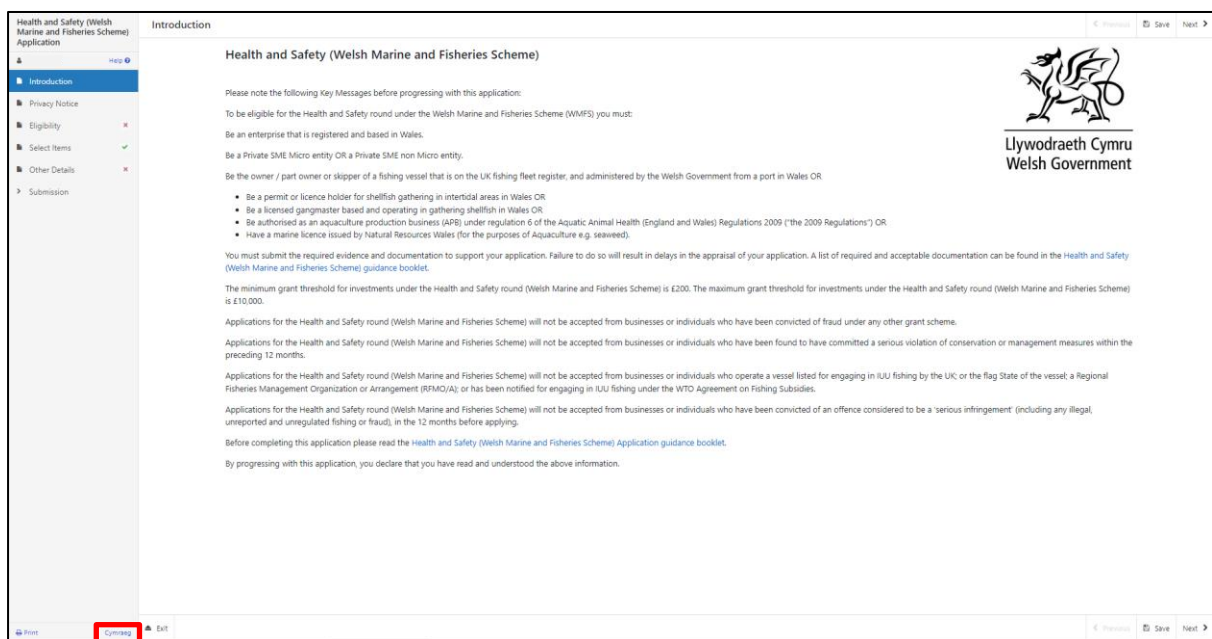 Health and Safety (Welsh
Marine and Fisheries Scheme)
Application
Help
Introduction
Privacy Notice
Eligibility
Select Items
Other Details
Submission
Print
Cymraeg
Introduction
Previous
Save
Next
Health and Safety (Welsh Marine and Fisheries Scheme)
Llywodraeth Cymru
Welsh Government
Please note the following Key Messages before progressing with this application:
To be eligible for the Health and Safety round under the Welsh Marine and Fisheries Scheme (WMFS) you must:
Be an enterprise that is registered and based in Wales.
Be a Private SME Micro entity OR a Private SME non Micro entity.
Be the owner / part owner or skipper of a fishing vessel that is on the UK fishing fleet register, and administered by the Welsh Government from a port in Wales OR
Be a permit or licence holder for shellfish gathering in intertidal areas in Wales OR
Be a licensed gangmaster based and operating in gathering shellfish in Wales OR
Be authorised as an aquaculture production business (APB) under regulation 6 of the Aquatic Animal Health (England and Wales) Regulations 2009 ("the 2009 Regulations") OR
Have a marine licence issued by Natural Resources Wales (for the purposes of Aquaculture e.g. seaweed).
You must submit the required evidence and documentation to support your application. Failure to do so will result in delays in the appraisal of your application. A list of required and acceptable documentation can be found in the Health and Safety
(Welsh Marine and Fisheries Scheme) guidance booklet.
The minimum grant threshold for investments under the Health and Safety round (Welsh Marine and Fisheries Scheme) is £200. The maximum grant threshold for investments under the Health and Safety round (Welsh Marine and Fisheries Scheme)
is £10,000.
Applications for the Health and Safety round (Welsh Marine and Fisheries Scheme) will not be accepted from businesses or individuals who have been convicted of fraud under any other grant scheme.
Applications for the Health and Safety round (Welsh Marine and Fisheries Scheme) will not be accepted from businesses or individuals who have been found to have committed a serious violation of conservation or management measures within the
preceding 12 months.
Applications for the Health and Safety round (Welsh Marine and Fisheries Scheme) will not be accepted from businesses or individuals who operate a vessel listed for engaging in IUU fishing by the UK; or the flag State of the vessel; a Regional
Fisheries Management Organization or Arrangement (RFMO/A); or has been notified for engaging in IUU fishing under the WTO Agreement on Fishing Subsidies.
Applications for the Health and Safety round (Welsh Marine and Fisheries Scheme) will not be accepted from businesses or individuals who have been convicted of an offence considered to be a 'serious infringement' (including any illegal,
unreported and unregulated fishing or fraud), in the 12 months before applying.
Before completing this application please read the Health and Safety (Welsh Marine and Fisheries Scheme) Application guidance booklet.
By progressing with this application, you declare that you have read and understood the above information.
Exit
Previous
Save
Next